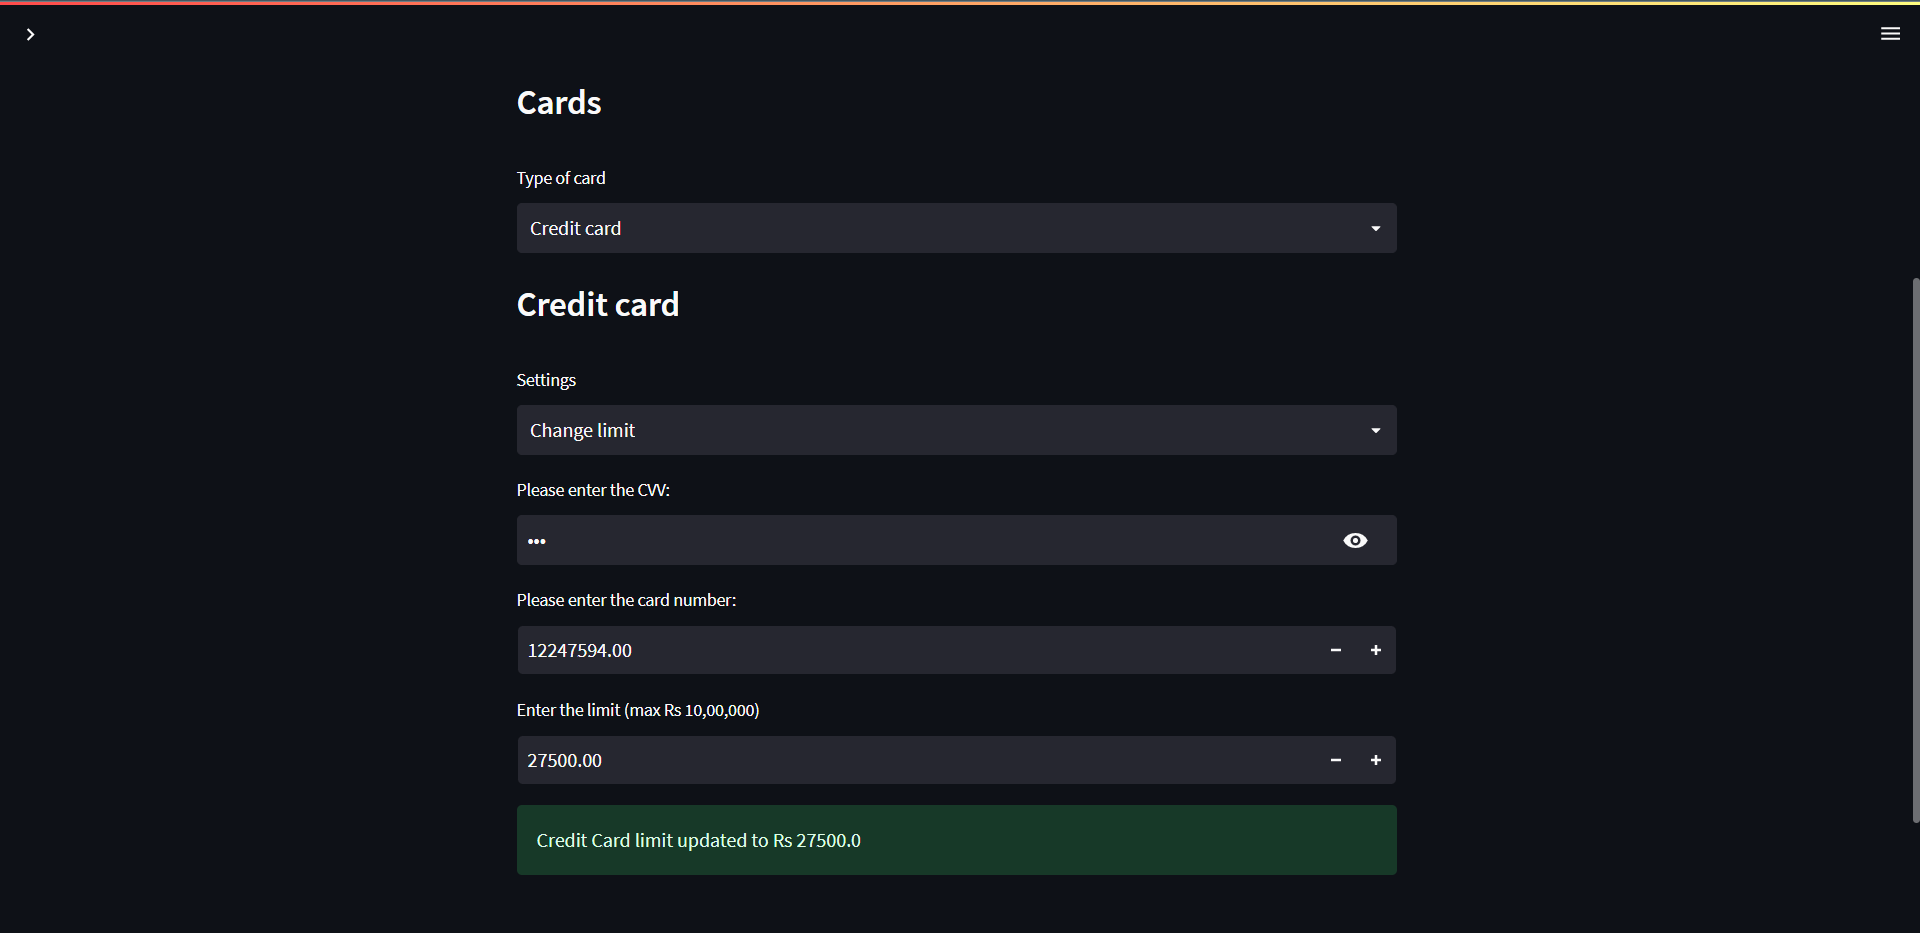 Cards
Type of card
Credit card
Credit card
Settings
Change limit
Please enter the CVV:
•••
Please enter the card number:
12247594.00
Enter the limit (max Rs 10,00,000)
27500.00
Credit Card limit updated to Rs 27500.0